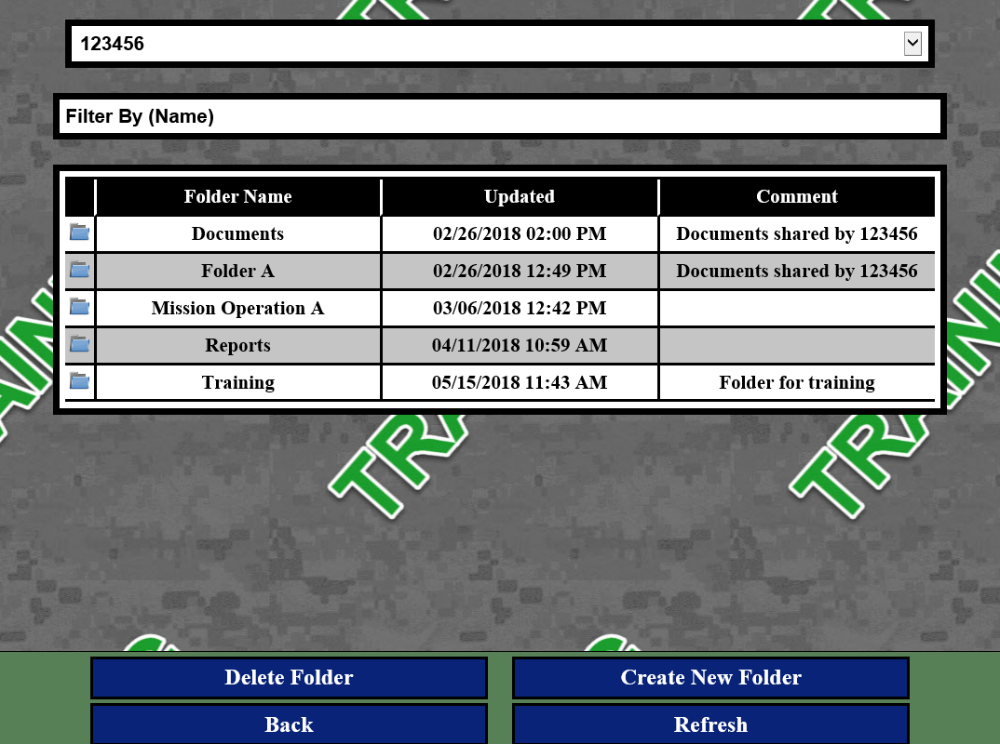 123456
Filter By (Name)
Folder Name Updated Comment
Documents 02/26/2018 02:00 PM Documents shared by 123456
Folder A 02/26/2018 12:49 PM Documents shared by 123456
Mission Operation A 03/06/2018 12:42 PM
Reports 04/11/2018 10:59 AM
Training 05/15/2018 11:43 AM Folder for training
Delete Folder Create New Folder
Back Refresh